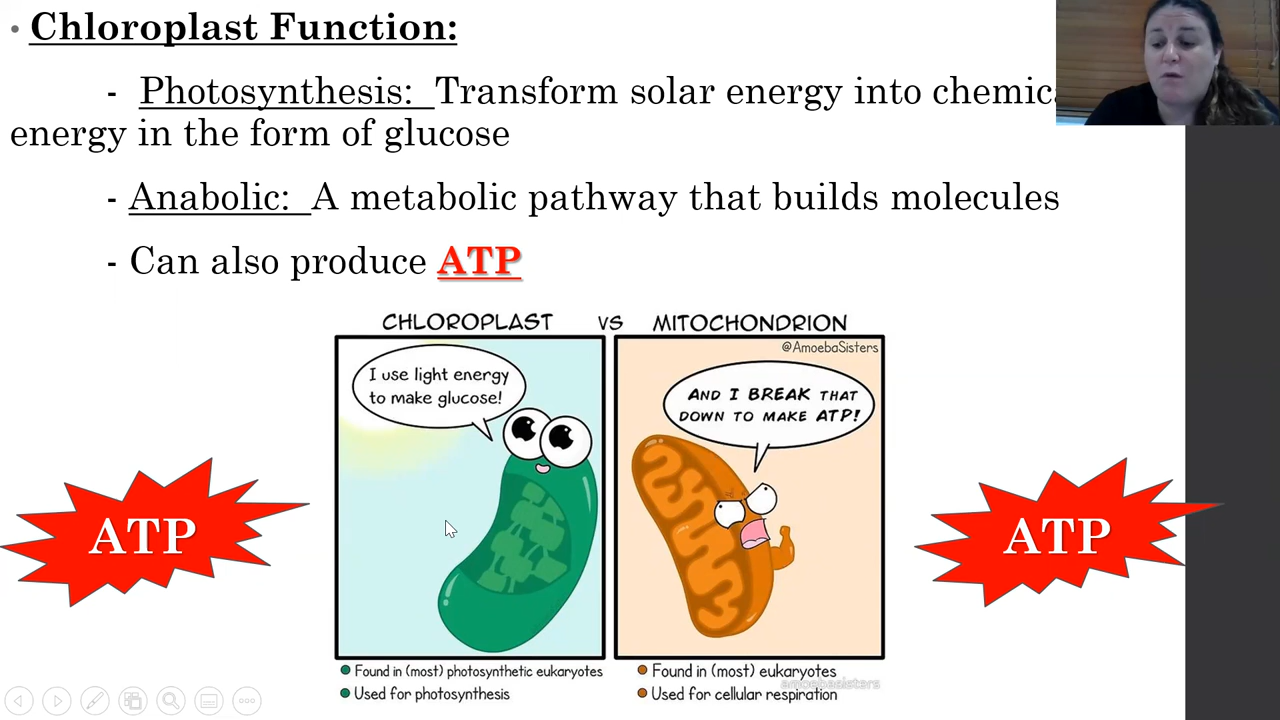 • Chloroplast Function:
- Photosynthesis: Transform solar energy into
energy in the form of glucose
- Anabolic: A metabolic pathway that builds molecules
- Can also produce ATP
CHLOROPLAST VS MITOCHONDRION
@AmoebaSisters
I use light energy
to make glucose!
AND I BREAK THAT
DOWN TO MAKE ATP!
ATP
ATP
Found in (most) photosynthetic eukaryotes
Used for photosynthesis
Found in (most) eukaryotes
amoebasisters
Used for cellular respiration